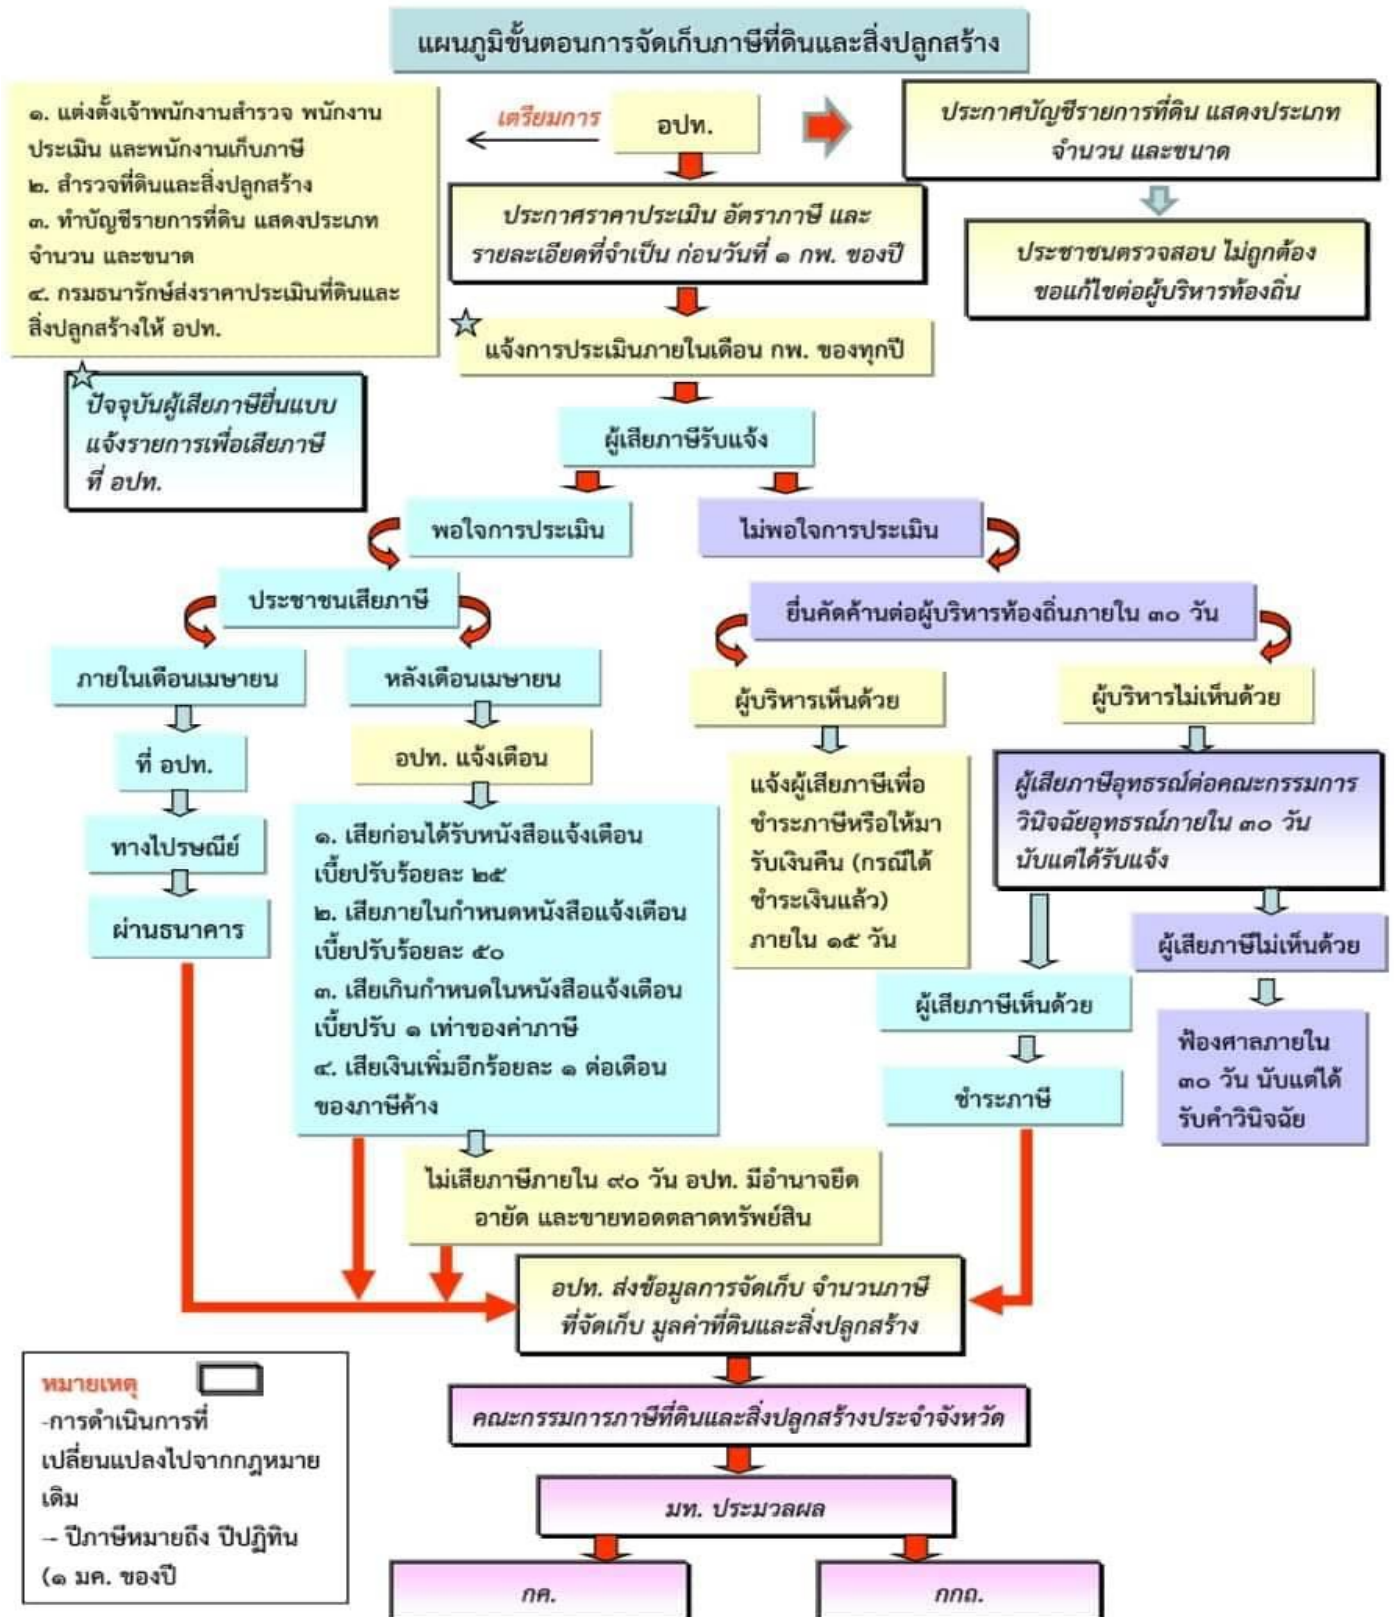 แผนภูมิขั้นตอนการจัดเก็บภาษีที่ดินและสิ่งปลูกสร้าง
๑. แต่งตั้งเจ้าพนักงานสำรวจ พนักงาน
ประเมิน และพนักงานเก็บภาษี
๒. สำรวจที่ดินและสิ่งปลูกสร้าง
๓. ทำบัญชีรายการที่ดิน แสดงประเภท
จำนวน และขนาด
๔. กรมธนารักษ์ส่งราคาประเมินที่ดินและ
สิ่งปลูกสร้างให้ อปท.
เตรียมการ
อปท.
ประกาศบัญชีรายการที่ดิน แสดงประเภท
จำนวน และขนาด
ประกาศราคาประเมิน อัตราภาษี และ
รายละเอียดที่จำเป็น ก่อนวันที่ ๑ กพ. ของปี
ประชาชนตรวจสอบ ไม่ถูกต้อง
ขอแก้ไขต่อผู้บริหารท้องถิ่น
แจ้งการประเมินภายในเดือน กพ. ของทุกปี
ปัจจุบันผู้เสียภาษียื่นแบบ
แจ้งรายการเพื่อเสียภาษี
ที่ อปท.
ผู้เสียภาษีรับแจ้ง
พอใจการประเมิน
ไม่พอใจการประเมิน
ประชาชนเสียภาษี
ยื่นคัดค้านต่อผู้บริหารท้องถิ่นภายใน ๓๐ วัน
ภายในเดือนเมษายน
หลังเดือนเมษายน
ผู้บริหารเห็นด้วย
ผู้บริหารไม่เห็นด้วย
ที่ อปท.
ทางไปรษณีย์
ผ่านธนาคาร
อปท. แจ้งเตือน
๑. เสียก่อนได้รับหนังสือแจ้งเตือน
เบี้ยปรับร้อยละ ๒๕
๒. เสียภายในกำหนดหนังสือแจ้งเตือน
เบี้ยปรับร้อยละ ๕๐
๓. เสียเกินกำหนดในหนังสือแจ้งเตือน
เบี้ยปรับ ๑ เท่าของค่าภาษี
๔. เสียเงินเพิ่มอีกร้อยละ ๑ ต่อเดือน
ของภาษีค้าง
แจ้งผู้เสียภาษีเพื่อ
ชำระภาษีหรือให้มา
รับเงินคืน (กรณีได้
ชำระเงินแล้ว)
ภายใน ๑๕ วัน
ผู้เสียภาษีอุทธรณ์ต่อคณะกรรมการ
วินิจฉัยอุทธรณ์ภายใน ๓๐ วัน
นับแต่ได้รับแจ้ง
ผู้เสียภาษีไม่เห็นด้วย
ผู้เสียภาษีเห็นด้วย
ฟ้องศาลภายใน
๓๐ วัน นับแต่ได้
รับคำวินิจฉัย
ชำระภาษี
ไม่เสียภาษีภายใน ๙๐ วัน อปท. มีอำนาจยึด
อายัด และขายทอดตลาดทรัพย์สิน
อปท. ส่งข้อมูลการจัดเก็บ จำนวนภาษี
ที่จัดเก็บ มูลค่าที่ดินและสิ่งปลูกสร้าง
คณะกรรมการภาษีที่ดินและสิ่งปลูกสร้างประจำจังหวัด
มท. ประมวลผล
กค.
กกถ.
หมายเหตุ
-การดำเนินการที่
เปลี่ยนแปลงไปจากกฎหมาย
เดิม
-- ปีภาษีหมายถึง ปีปฏิทิน
(๑ มค. ของปี